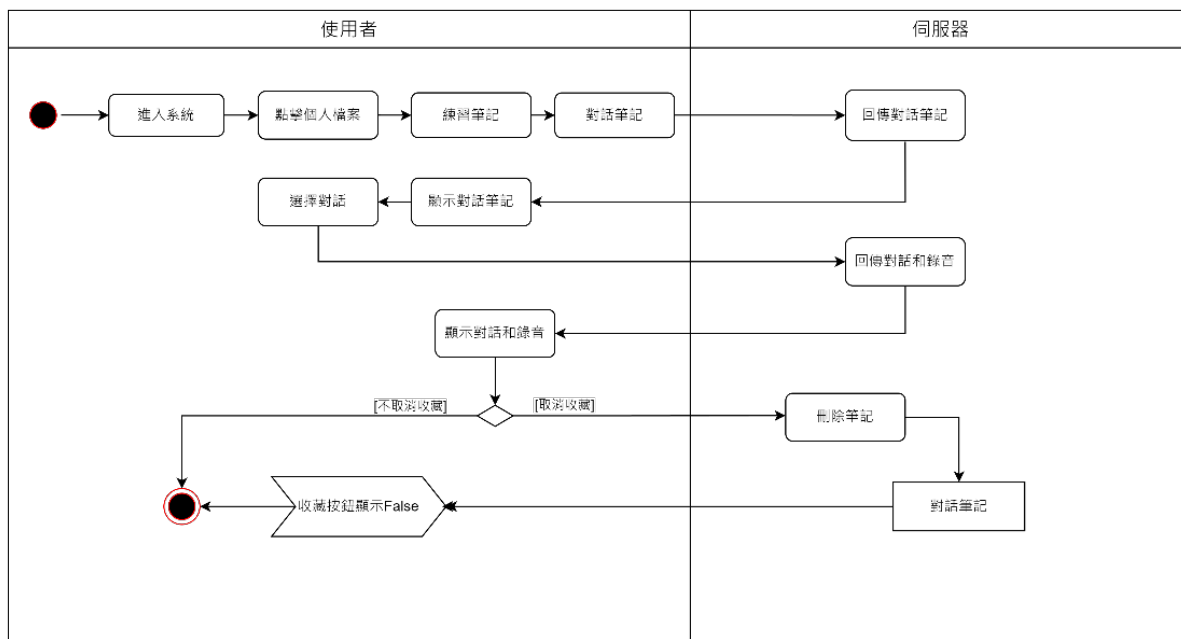 使用者
伺服器
進入系統
點擊個人檔案
練習筆記
對話筆記
回傳對話筆記
選擇對話
顯示對話筆記
回傳對話和錄音
顯示對話和錄音
[不取消收藏]
[取消收藏]
刪除筆記
收藏按鈕顯示False
對話筆記